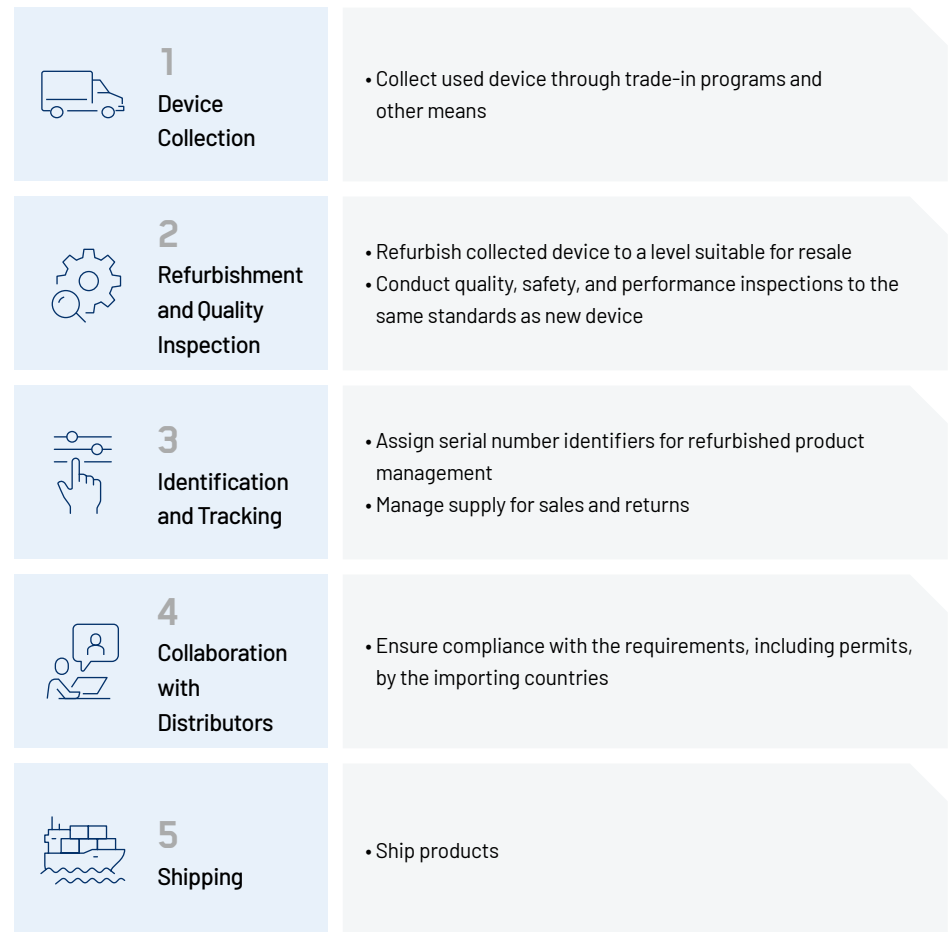 1
Device
Collection
• Collect used device through trade-in programs and
other means
2
Refurbishment
and Quality
Inspection
• Refurbish collected device to a level suitable for resale
• Conduct quality, safety, and performance inspections to the
same standards as new device
3
Identification
and Tracking
• Assign serial number identifiers for refurbished product
management
• Manage supply for sales and returns
4
Collaboration
with
Distributors
• Ensure compliance with the requirements, including permits,
by the importing countries
5
Shipping
• Ship products